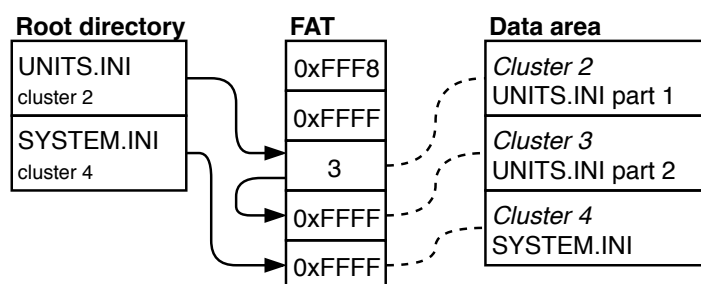 Root directory
UNITS.INI
cluster 2
SYSTEM.INI
cluster 4
FAT
0xFFF8
0xFFFF
3
0xFFFF
0xFFFF
Data area
Cluster 2
UNITS.INI part 1
Cluster 3
UNITS.INI part 2
Cluster 4
SYSTEM.INI